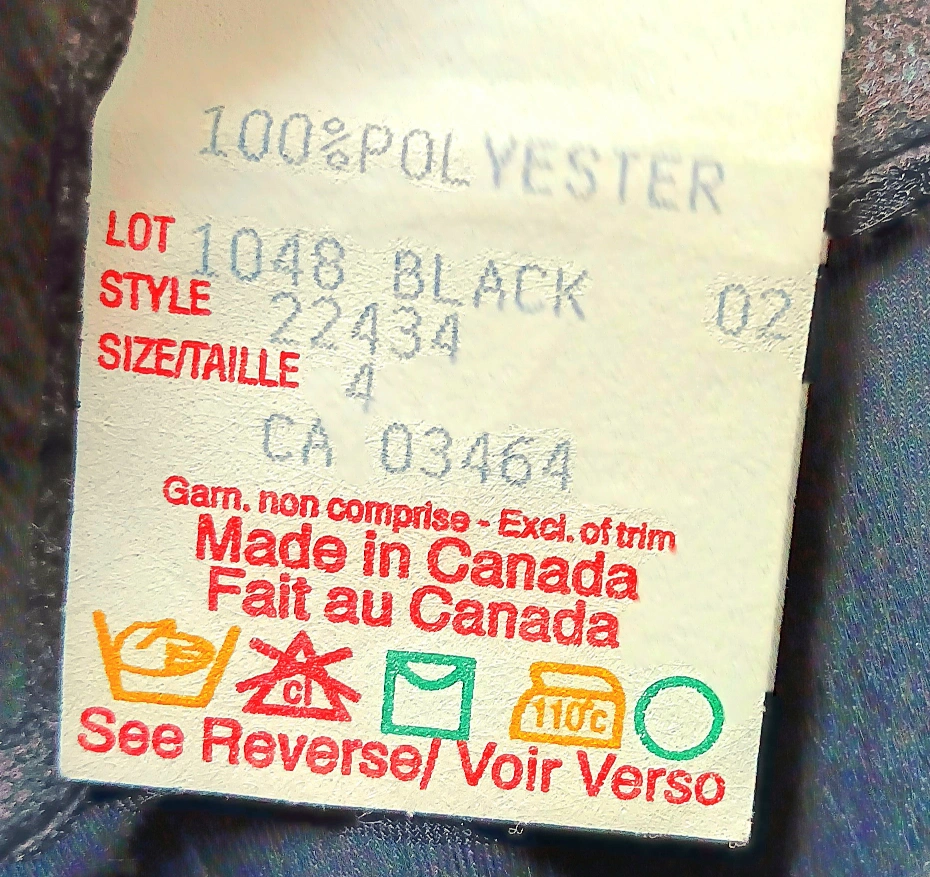 100%POLYESTER
LOT 1048 BLACK 02
STYLE 22434
SIZE/TAILLE 4
CA 03464
Garn. non comprise - Excl. of trim
Made in Canada
Fait au Canada
cl 110°c
See Reverse/ Voir Verso